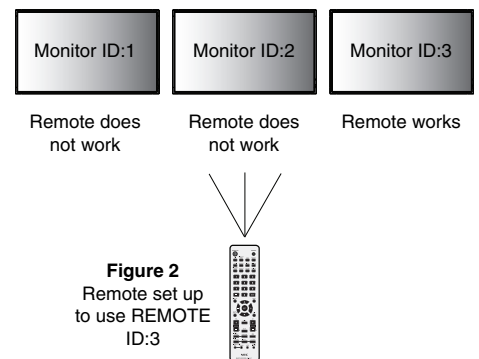 Monitor ID:1
Monitor ID:2
Monitor ID:3
Remote does
not work
Remote does
not work
Remote works
Figure 2
Remote set up
to use REMOTE
ID:3